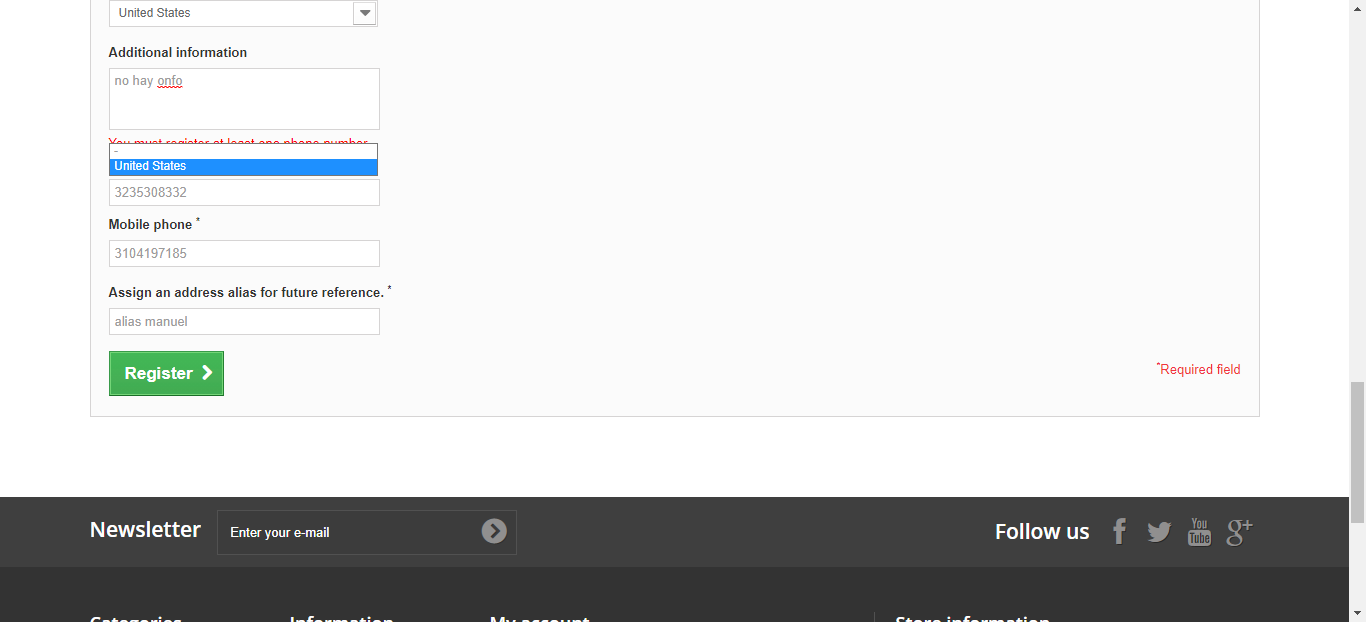 United States
Additional information
no hay onfo
You must register at least one phone number
-
United States
3235308332
Mobile phone *
3104197185
Assign an address alias for future reference. *
alias manuel
Register
*Required field
Newsletter
Enter your e-mail
Follow us
You
Tube
g+
Categories
Information
My account
Store information